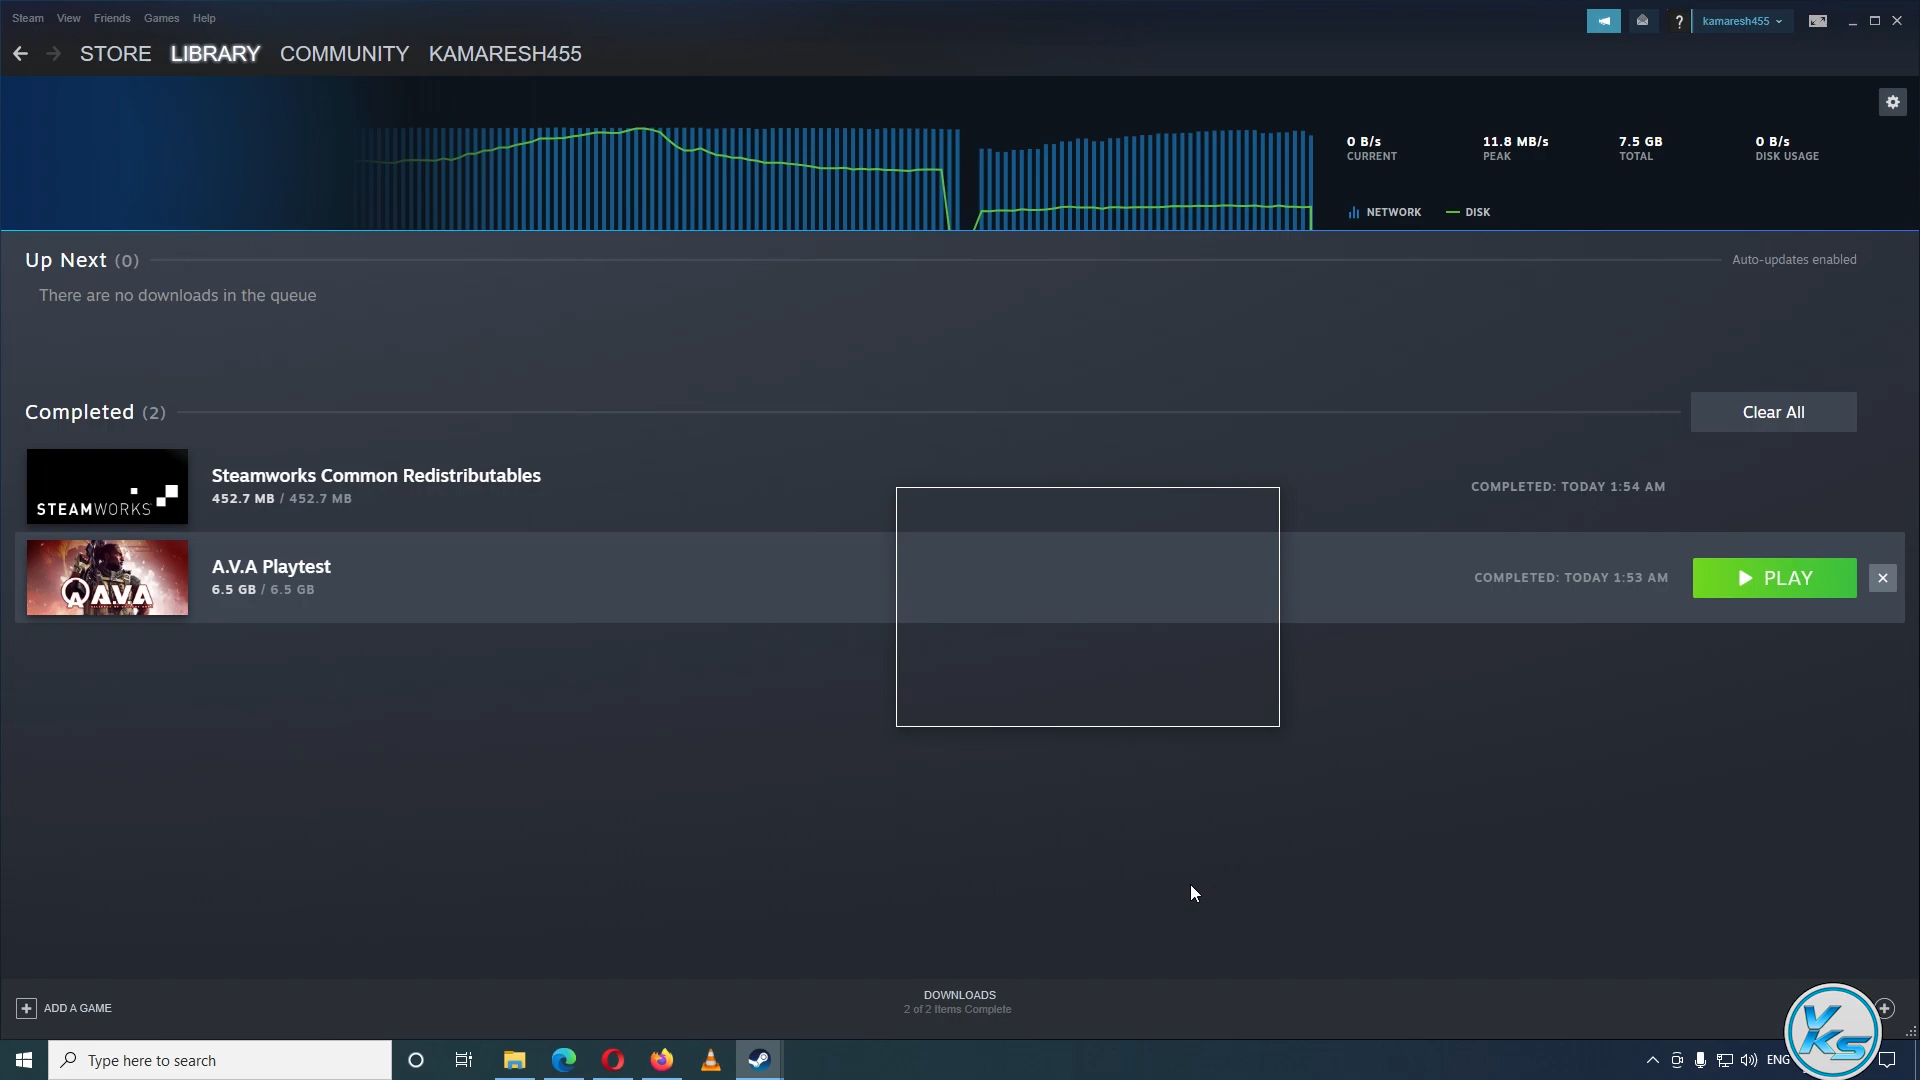 Steam View Friends Games Help
? kamaresh455
STORE LIBRARY COMMUNITY KAMARESH455
0 B/s 11.8 MB/s 7.5 GB 0 B/s
CURRENT PEAK TOTAL DISK USAGE
NETWORK DISK
Up Next (0) Auto-updates enabled
There are no downloads in the queue
Completed (2) Clear All
Steamworks Common Redistributables
452.7 MB / 452.7 MB
STEAMWORKS
COMPLETED: TODAY 1:54 AM
A.V.A Playtest
6.5 GB / 6.5 GB
A.V.A
COMPLETED: TODAY 1:53 AM
PLAY
DOWNLOADS
2 of 2 Items Complete
ADD A GAME
Type here to search
ENG
VKS